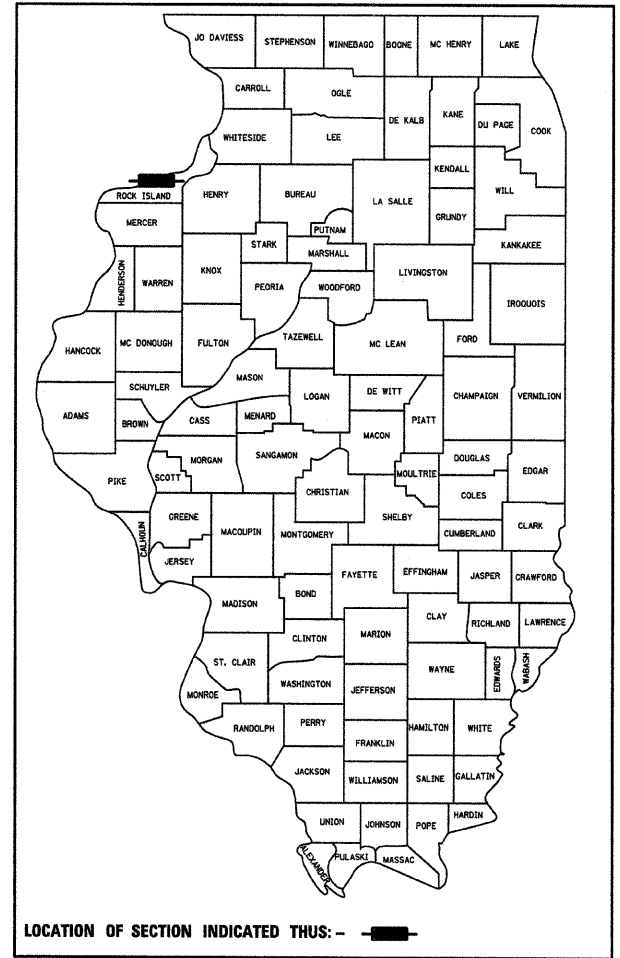 JO DAVIESS STEPHENSON WINNEBAGO BOONE MC HENRY LAKE
CARROLL OGLE DE KALB KANE DU PAGE COOK
WHITESIDE LEE
KENDALL WILL
ROCK ISLAND HENRY BUREAU LA SALLE GRUNDY
MERCER PUTNAM
STARK MARSHALL KANKAKEE
HENDERSON WARREN KNOX PEORIA WOODFORD LIVINGSTON IROQUOIS
HANCOCK MC DONOUGH FULTON TAZEWELL MC LEAN FORD
SCHUYLER MASON LOGAN DE WITT CHAMPAIGN VERMILION
ADAMS BROWN CASS MENARD MACON PIATT
PIKE SCOTT MORGAN SANGAMON CHRISTIAN MOULTRIE DOUGLAS EDGAR
COLES
CALHOUN GREENE MACOUPIN MONTGOMERY SHELBY CUMBERLAND CLARK
JERSEY
FAYETTE EFFINGHAM JASPER CRAWFORD
MADISON BOND
CLINTON MARION CLAY RICHLAND LAWRENCE
ST. CLAIR WAYNE EDWARDS WABASH
MONROE WASHINGTON JEFFERSON
RANDOLPH PERRY HAMILTON WHITE
FRANKLIN
JACKSON WILLIAMSON SALINE GALLATIN
UNION JOHNSON POPE HARDIN
ALEXANDER PULASKI MASSAC
LOCATION OF SECTION INDICATED THUS: -